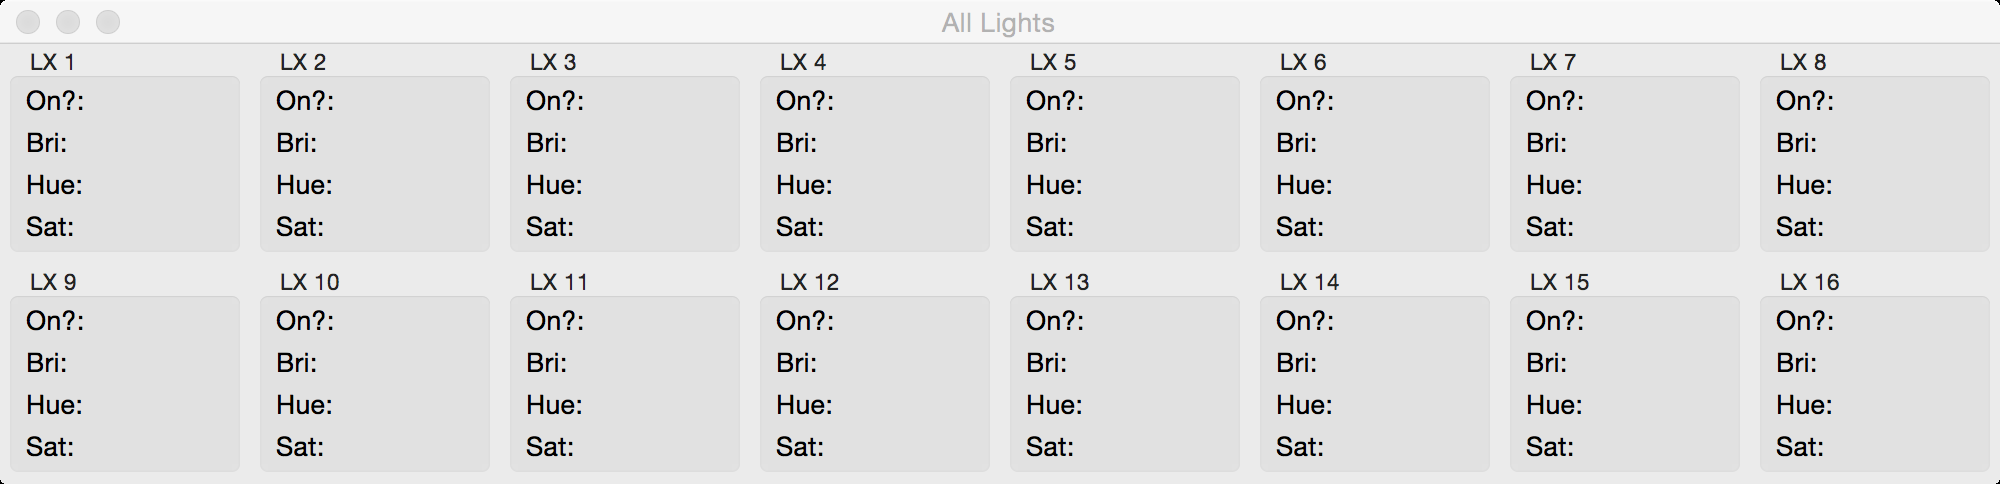 All Lights
LX 1 LX 2 LX 3 LX 4 LX 5 LX 6 LX 7 LX 8
On?: On?: On?: On?: On?: On?: On?: On?:
Bri: Bri: Bri: Bri: Bri: Bri: Bri: Bri:
Hue: Hue: Hue: Hue: Hue: Hue: Hue: Hue:
Sat: Sat: Sat: Sat: Sat: Sat: Sat: Sat:
LX 9 LX 10 LX 11 LX 12 LX 13 LX 14 LX 15 LX 16
On?: On?: On?: On?: On?: On?: On?: On?:
Bri: Bri: Bri: Bri: Bri: Bri: Bri: Bri:
Hue: Hue: Hue: Hue: Hue: Hue: Hue: Hue:
Sat: Sat: Sat: Sat: Sat: Sat: Sat: Sat: